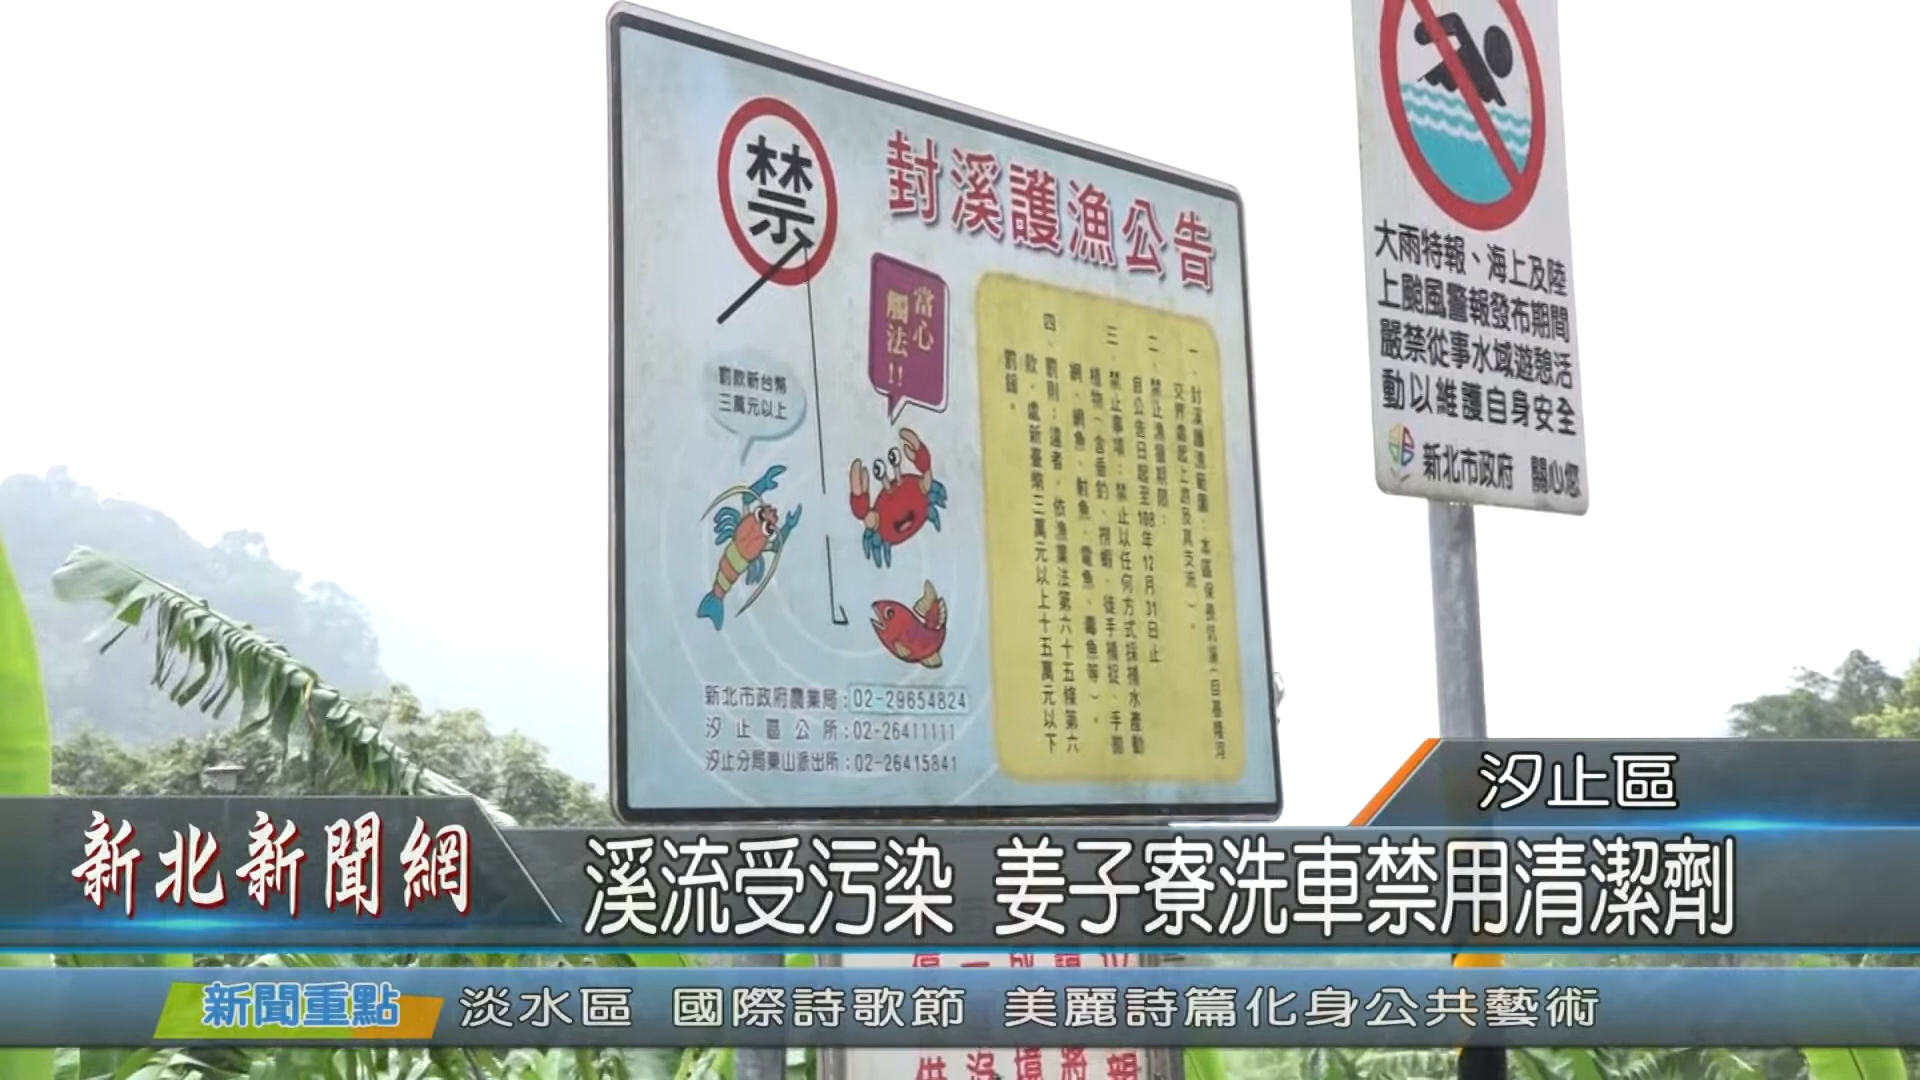 禁
封溪護漁公告
當心
觸法!!
罰款新台幣
三萬元以上
一、封溪護漁範圍：本區保長坑溪(自基隆河
交界處起上游及其支流)。
二、禁止漁獵期限：
自公告日起至108年12月31日止
三、禁止事項：禁止以任何方式採捕水產動
植物(含垂釣、撈蝦、徒手捕捉、手拋
網、網魚、射魚、電魚、毒魚等)。
四、罰則：違者，依漁業法第六十五條第六
款，處新臺幣三萬元以上十五萬元以下
罰鍰。
新北市政府農業局：02-29654824
汐止區公所：02-26411111
汐止分局東山派出所：02-26415841
大雨特報、海上及陸
上颱風警報發布期間
嚴禁從事水域遊憩活
動以維護自身安全
新北市政府 關心您
汐止區
新北新聞網
溪流受污染 姜子寮洗車禁用清潔劑
新聞重點
淡水區 國際詩歌節 美麗詩篇化身公共藝術